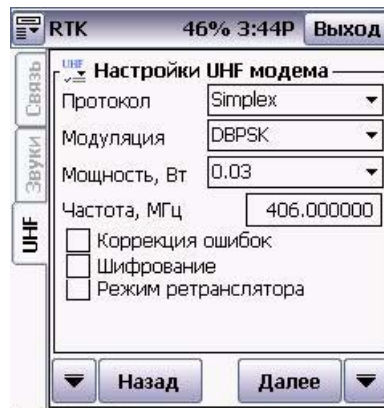 RTK 46% 3:44P Выход
Связь
Звуки
UHF
UHF Настройки UHF модема
Протокол Simplex
Модуляция DBPSK
Мощность, Вт 0.03
Частота, МГц 406.000000
Коррекция ошибок
Шифрование
Режим ретранслятора
Назад Далее